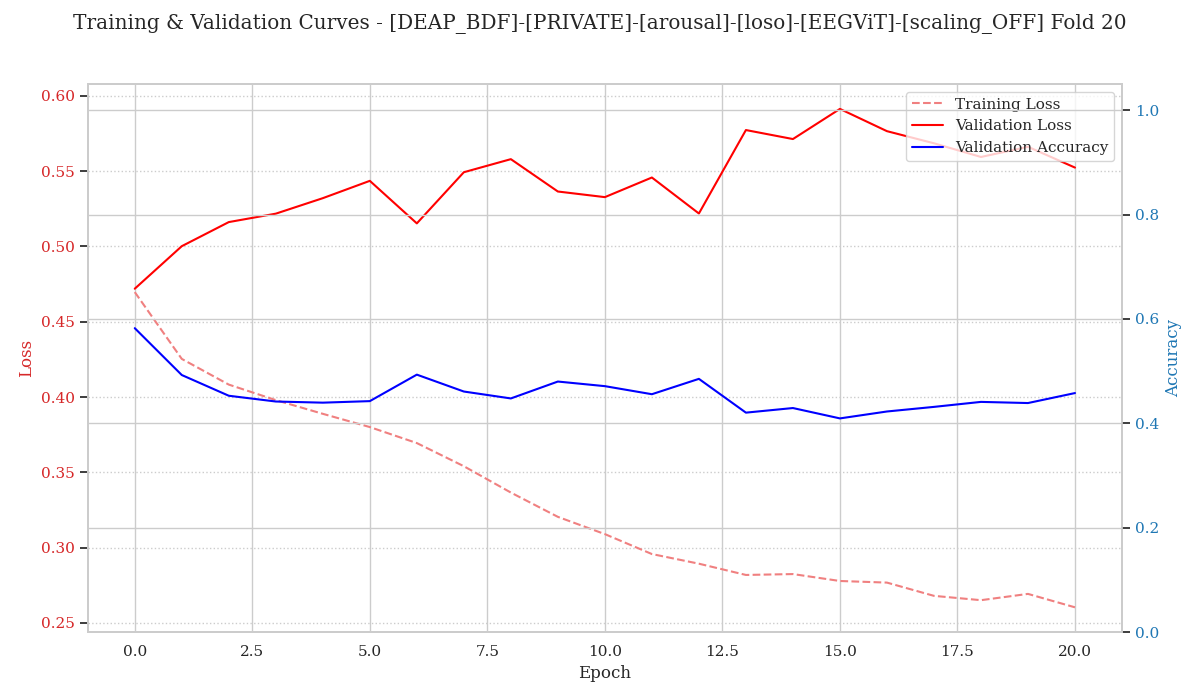 Training & Validation Curves - [DEAP_BDF]-[PRIVATE]-[arousal]-[loso]-[EEGViT]-[scaling_OFF] Fold 20
Training Loss
Validation Loss
Validation Accuracy
0.60
0.55
0.50
0.45
0.40
0.35
0.30
0.25
Loss
1.0
0.8
0.6
0.4
0.2
0.0
Accuracy
0.0 2.5 5.0 7.5 10.0 12.5 15.0 17.5 20.0
Epoch